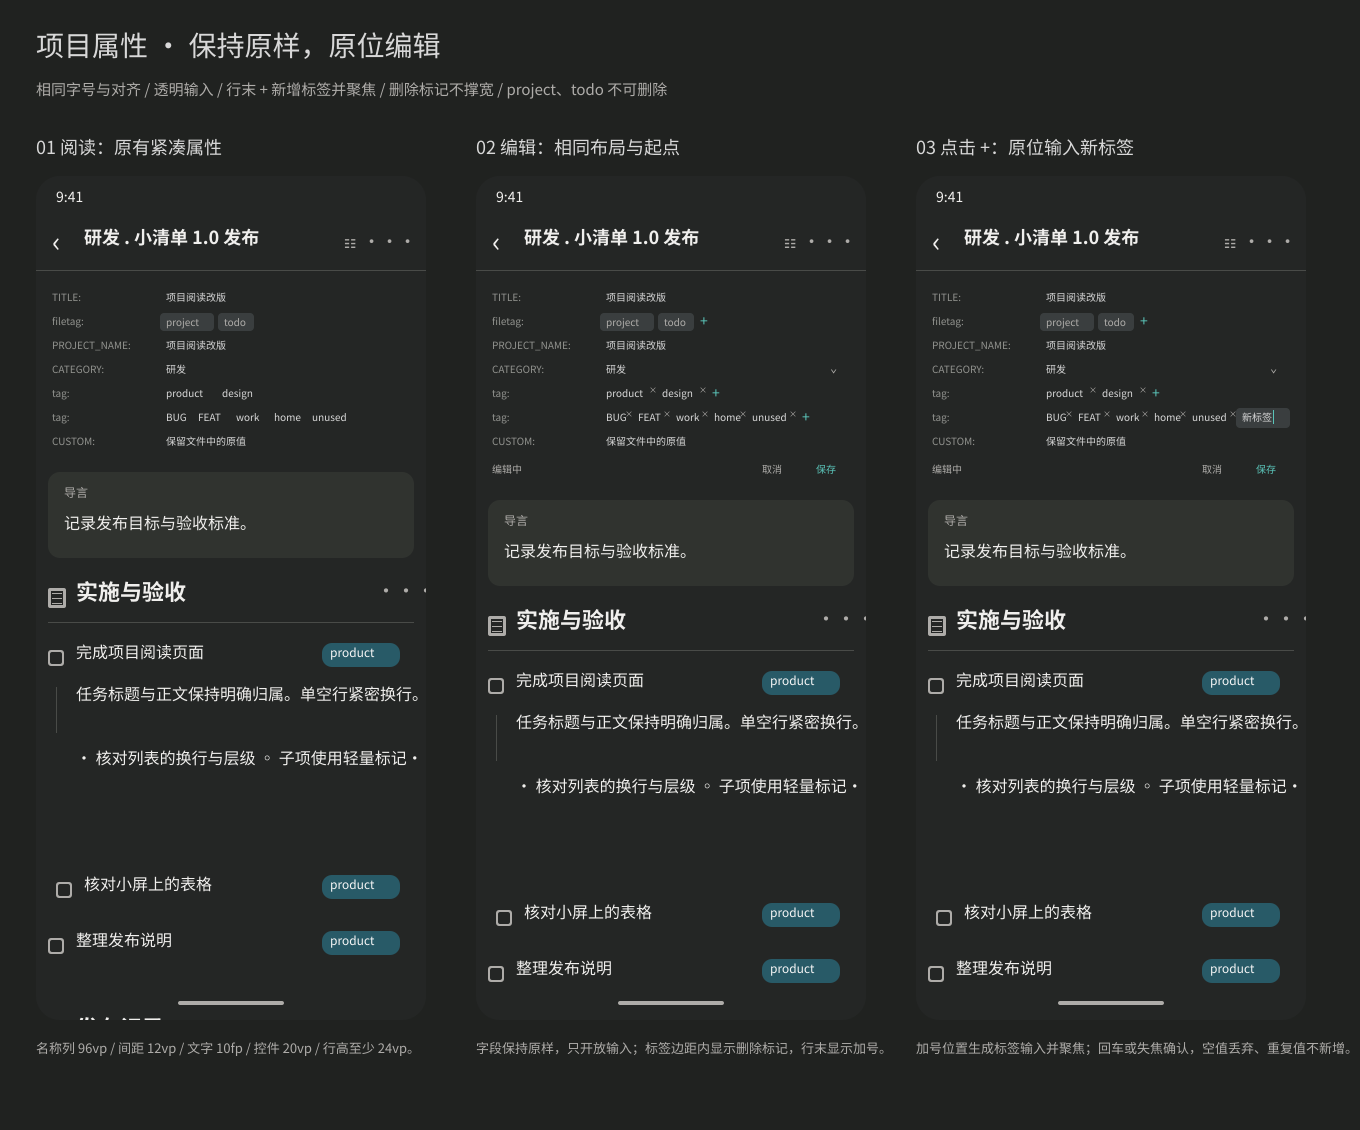 项目属性 · 保持原样，原位编辑
相同字号与对齐 / 透明输入 / 行末 + 新增标签并聚焦 / 删除标记不撑宽 / project、todo 不可删除
01 阅读：原有紧凑属性
9:41
‹ 研发 . 小清单 1.0 发布
TITLE: 项目阅读改版
filetag: project todo
PROJECT_NAME: 项目阅读改版
CATEGORY: 研发
tag: product design
tag: BUG FEAT work home unused
CUSTOM: 保留文件中的原值
导言
记录发布目标与验收标准。
实施与验收
完成项目阅读页面 product
任务标题与正文保持明确归属。单空行紧密换行。
• 核对列表的换行与层级 ◦ 子项使用轻量标记 •
核对小屏上的表格 product
整理发布说明 product
名称列 96vp / 间距 12vp / 文字 10fp / 控件 20vp / 行高至少 24vp。
02 编辑：相同布局与起点
9:41
‹ 研发 . 小清单 1.0 发布
TITLE: 项目阅读改版
filetag: project todo +
PROJECT_NAME: 项目阅读改版
CATEGORY: 研发
tag: product × design × +
tag: BUG× FEAT × work × home× unused × +
CUSTOM: 保留文件中的原值
编辑中 取消 保存
导言
记录发布目标与验收标准。
实施与验收
完成项目阅读页面 product
任务标题与正文保持明确归属。单空行紧密换行。
• 核对列表的换行与层级 ◦ 子项使用轻量标记 •
核对小屏上的表格 product
整理发布说明 product
字段保持原样，只开放输入；标签边距内显示删除标记，行末显示加号。
03 点击 +：原位输入新标签
9:41
‹ 研发 . 小清单 1.0 发布
TITLE: 项目阅读改版
filetag: project todo +
PROJECT_NAME: 项目阅读改版
CATEGORY: 研发
tag: product × design × +
tag: BUG× FEAT × work × home× unused × 新标签
CUSTOM: 保留文件中的原值
编辑中 取消 保存
导言
记录发布目标与验收标准。
实施与验收
完成项目阅读页面 product
任务标题与正文保持明确归属。单空行紧密换行。
• 核对列表的换行与层级 ◦ 子项使用轻量标记 •
核对小屏上的表格 product
整理发布说明 product
加号位置生成标签输入并聚焦；回车或失焦确认，空值丢弃、重复值不新增。